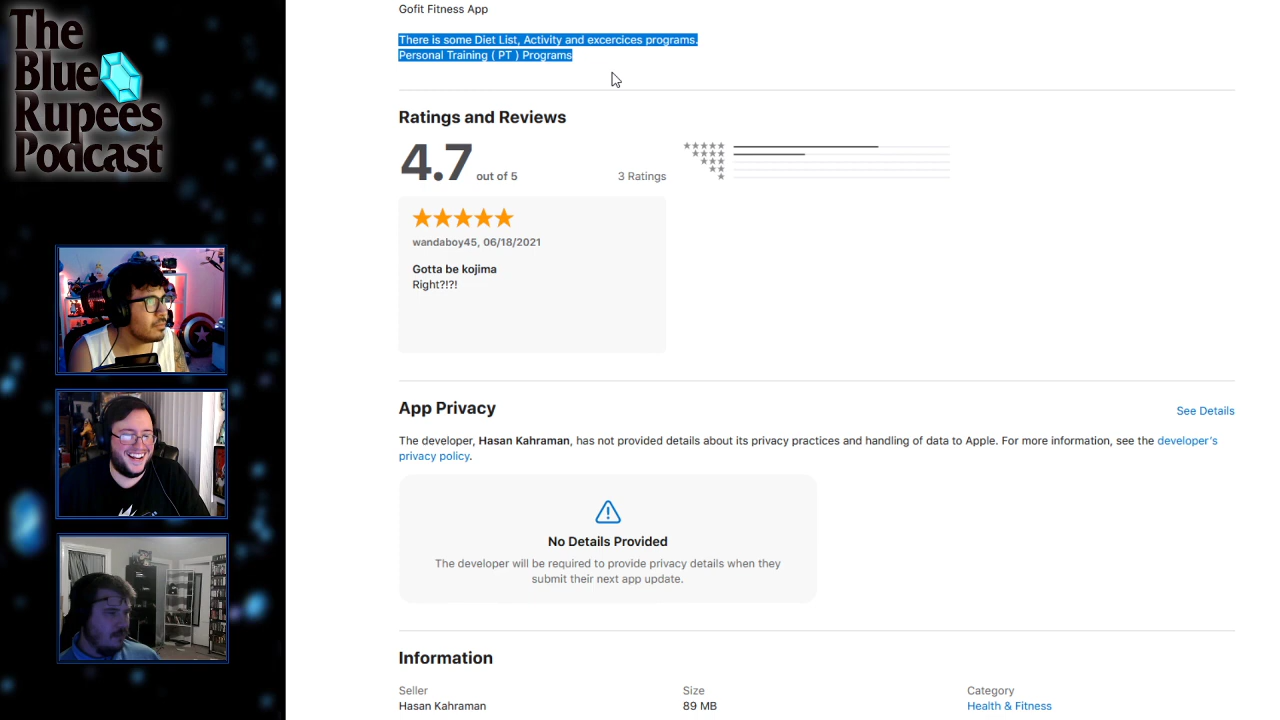 The
Blue
Rupees
Podcast
Gofit Fitness App
There is some Diet List, Activity and excercices programs.
Personal Training ( PT ) Programs
Ratings and Reviews
4.7 out of 5
3 Ratings
★★★★★
★★★★
★★★
★★
★
★★★★★
wandaboy45, 06/18/2021
Gotta be kojima
Right?!?!
App Privacy
See Details
The developer, Hasan Kahraman, has not provided details about its privacy practices and handling of data to Apple. For more information, see the developer's
privacy policy.
No Details Provided
The developer will be required to provide privacy details when they
submit their next app update.
Information
Seller
Hasan Kahraman
Size
89 MB
Category
Health & Fitness